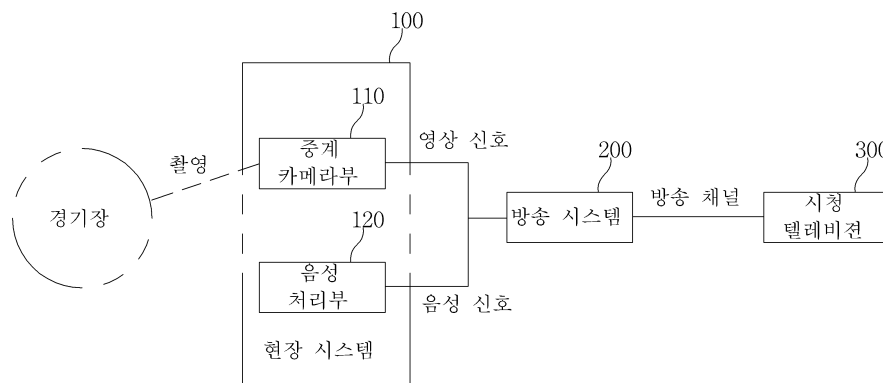 100
110
중계
카메라부
영상 신호
촬영
경기장
200
방송 시스템
방송 채널
300
시청
텔레비젼
120
음성
처리부
음성 신호
현장 시스템